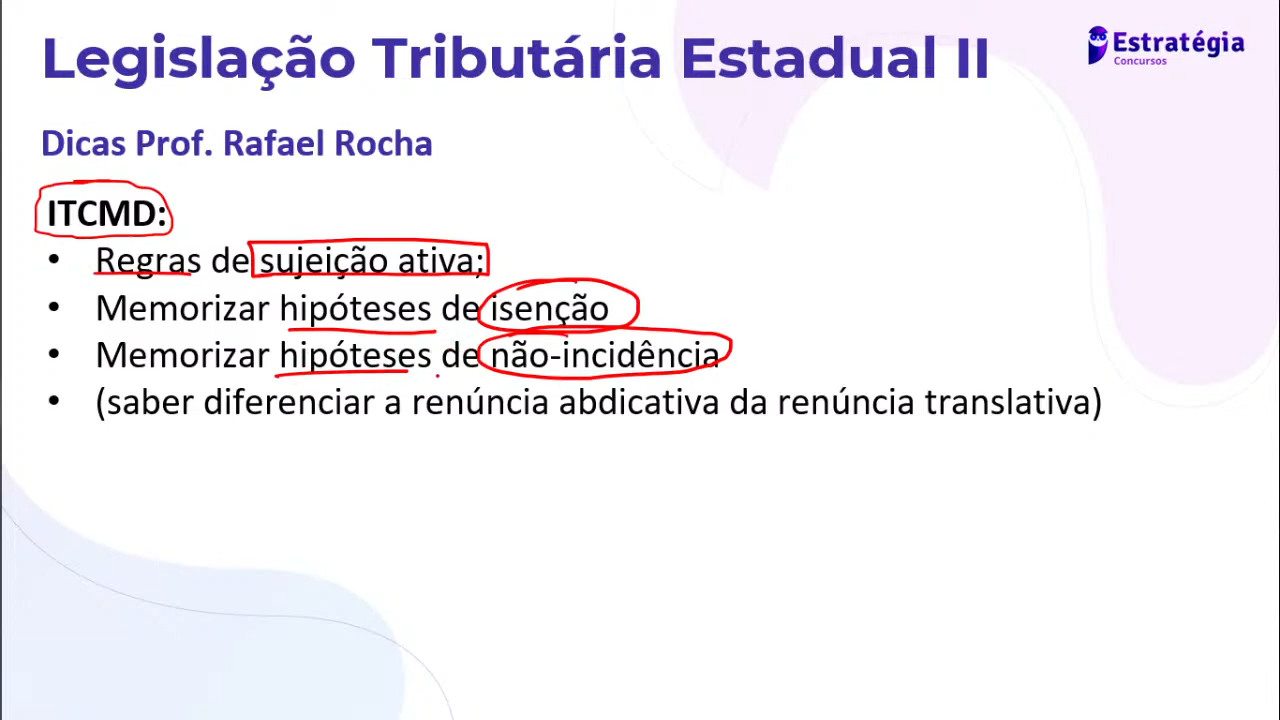 Legislação Tributária Estadual II
Estratégia
Concursos
Dicas Prof. Rafael Rocha
ITCMD:
• Regras de sujeição ativa;
• Memorizar hipóteses de isenção
• Memorizar hipóteses de não-incidência
• (saber diferenciar a renúncia abdicativa da renúncia translativa)